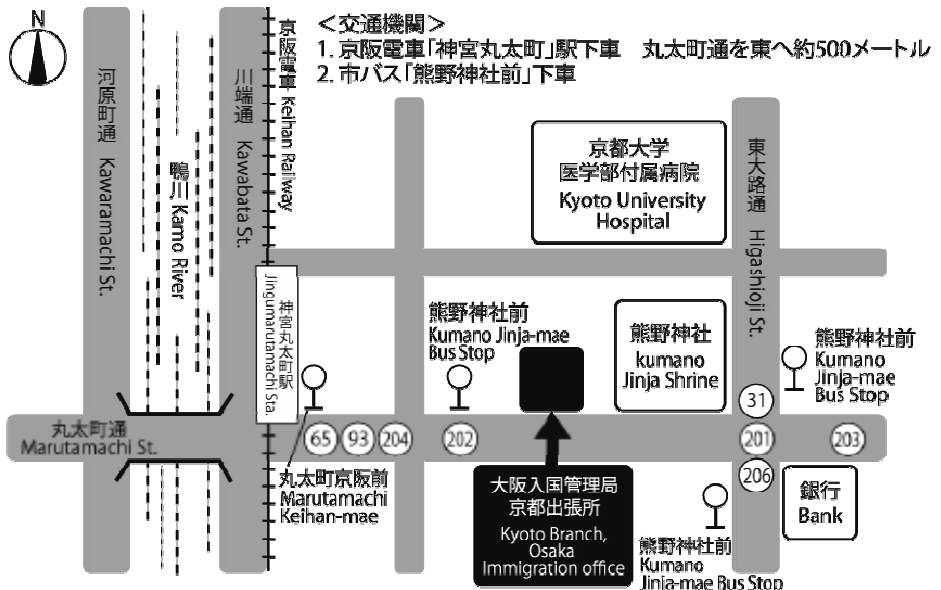 N
＜交通機関＞
1. 京阪電車「神宮丸太町」駅下車　丸太町通を東へ約500メートル
2. 市バス「熊野神社前」下車
河原町通 Kawaramachi St.
鴨川 Kamo River
川端通 Kawabata St.
京阪電車 Keihan Railway
京都大学
医学部付属病院
Kyoto University
Hospital
東大路通 Higashioji St.
神宮丸太町駅
Jingumarutamachi Sta.
熊野神社前
Kumano Jinja-mae
Bus Stop
熊野神社
kumano
Jinja Shrine
熊野神社前
Kumano
Jinja-mae
Bus Stop
丸太町通
Marutamachi St.
65
93
204
202
31
201
203
206
丸太町京阪前
Marutamachi
Keihan-mae
大阪入国管理局
京都出張所
Kyoto Branch,
Osaka
Immigration office
銀行
Bank
熊野神社前
Kumano
Jinja-mae Bus Stop